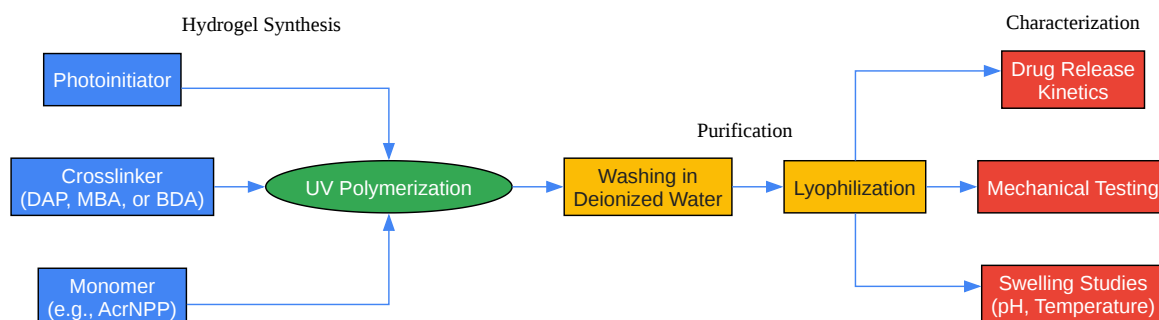 Hydrogel Synthesis
Characterization
Photoinitiator
Drug Release
Kinetics
Purification
Crosslinker
(DAP, MBA, or BDA)
UV Polymerization
Washing in
Deionized Water
Lyophilization
Mechanical Testing
Monomer
(e.g., AcrNPP)
Swelling Studies
(pH, Temperature)